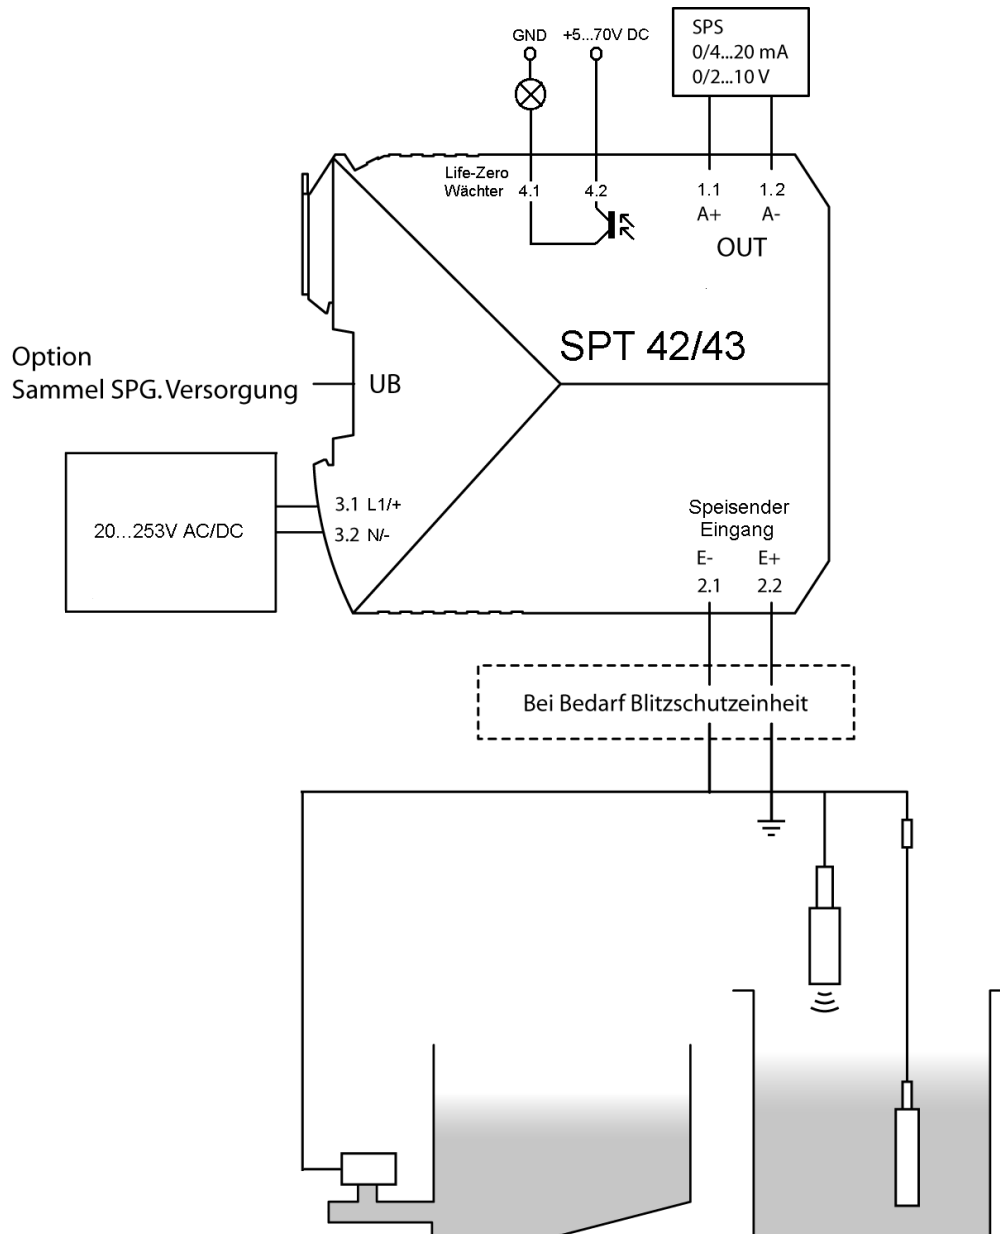 GND
+5...70V DC
SPS
0/4...20 mA
0/2...10 V
Life-Zero
Wächter
4.1
4.2
1.1
1.2
A+
A-
OUT
SPT 42/43
Option
Sammel SPG. Versorgung
UB
20...253V AC/DC
3.1 L1/+
3.2 N/-
Speisender
Eingang
E-
E+
2.1
2.2
Bei Bedarf Blitzschutzeinheit